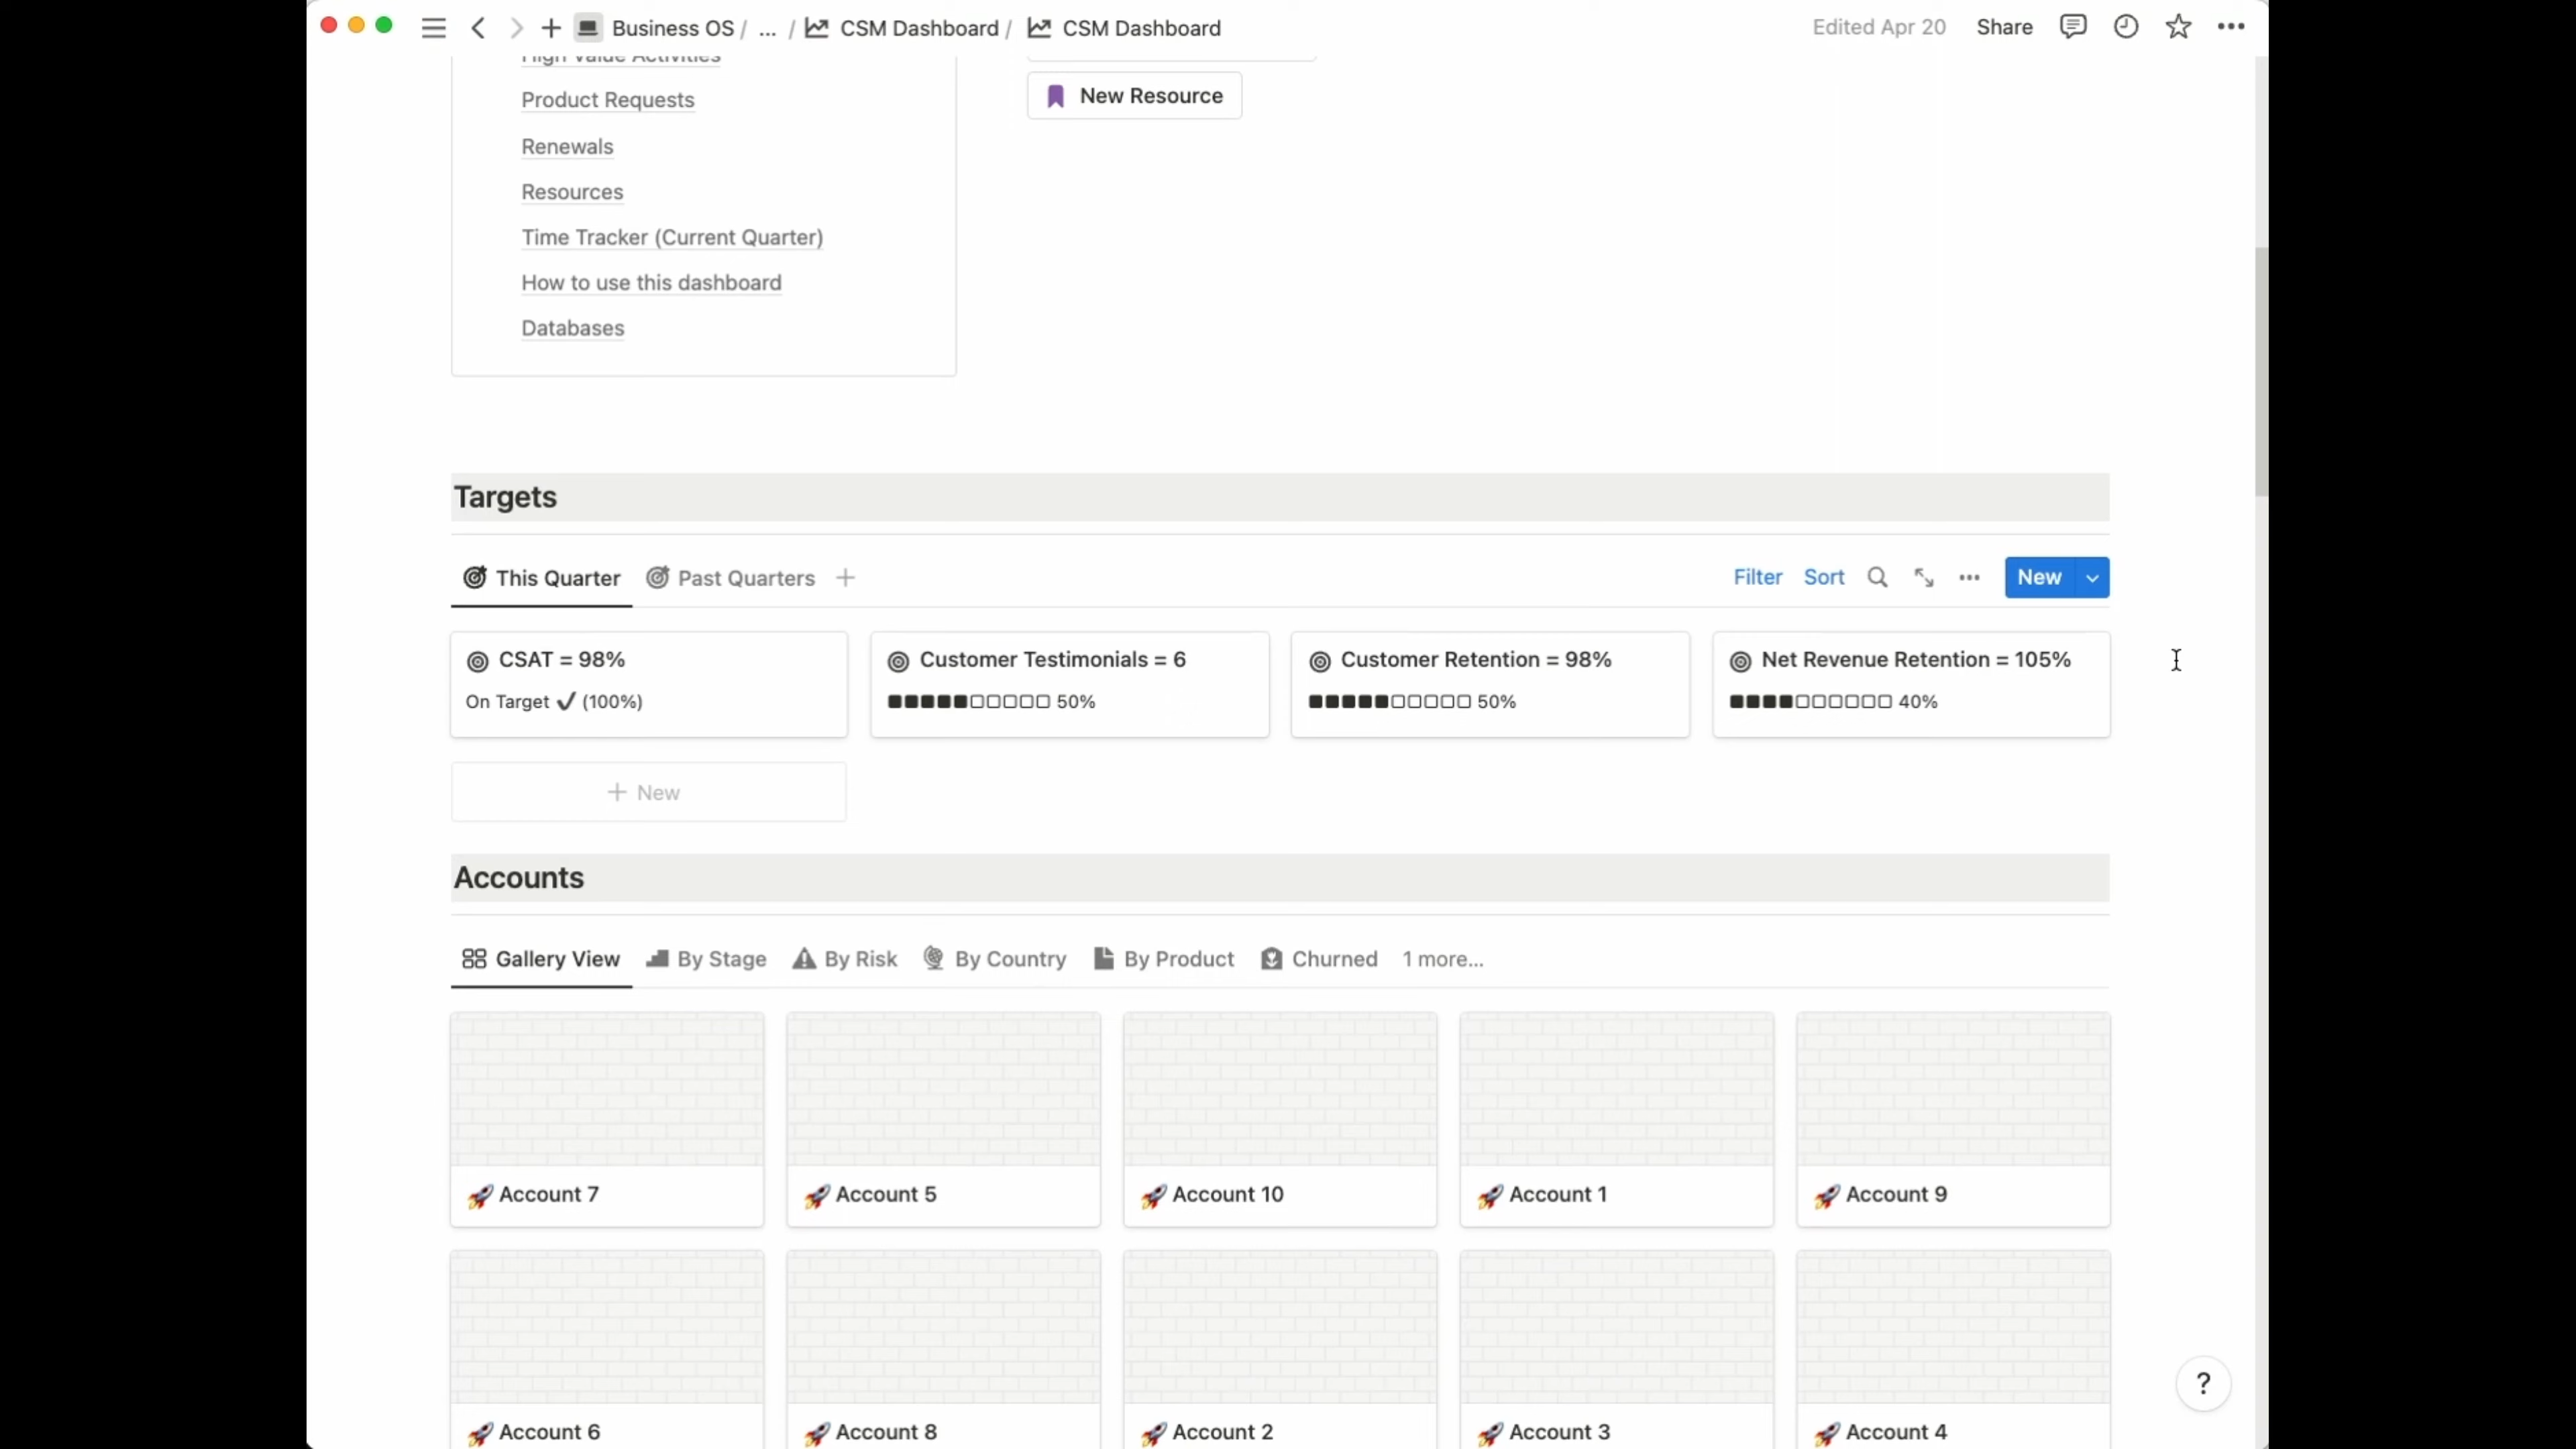 Business OS / ... / CSM Dashboard / CSM Dashboard
Edited Apr 20 Share
High Value Activities
Product Requests
New Resource
Renewals
Resources
Time Tracker (Current Quarter)
How to use this dashboard
Databases
Targets
This Quarter Past Quarters
Filter Sort New
CSAT = 98%
On Target ✔ (100%)
Customer Testimonials = 6
■■■■■□□□□□ 50%
Customer Retention = 98%
■■■■■□□□□□ 50%
Net Revenue Retention = 105%
■■■■□□□□□□ 40%
+ New
Accounts
Gallery View By Stage By Risk By Country By Product Churned 1 more...
Account 7
Account 5
Account 10
Account 1
Account 9
Account 6
Account 8
Account 2
Account 3
Account 4
?